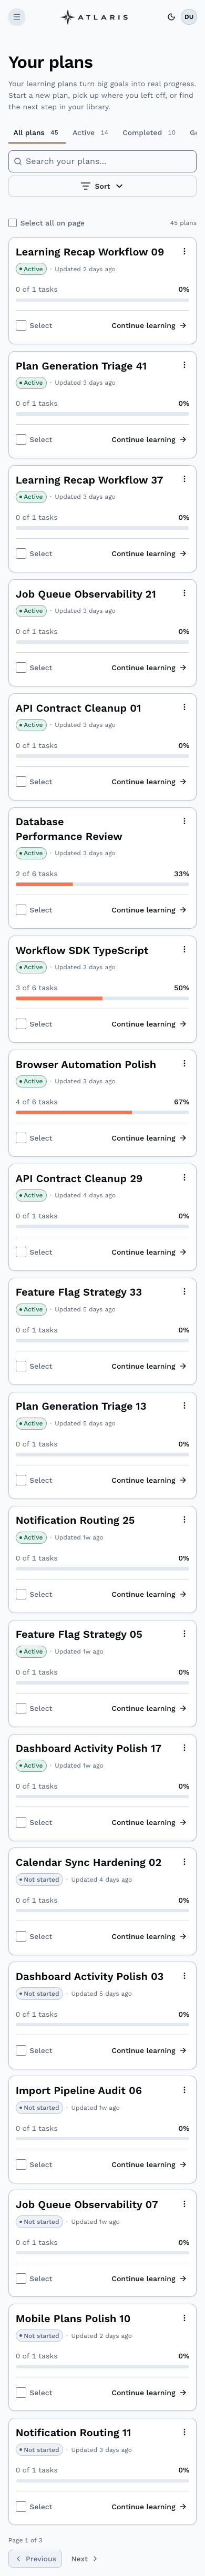 ATLARIS
DU
Your plans
Your learning plans turn big goals into real progress.
Start a new plan, pick up where you left off, or find
the next step in your library.
All plans 45 Active 14 Completed 10
Search your plans...
Sort
Select all on page 45 plans
Learning Recap Workflow 09
Active · Updated 2 days ago
0 of 1 tasks 0%
Select Continue learning →
Plan Generation Triage 41
Active · Updated 3 days ago
0 of 1 tasks 0%
Select Continue learning →
Learning Recap Workflow 37
Active · Updated 3 days ago
0 of 1 tasks 0%
Select Continue learning →
Job Queue Observability 21
Active · Updated 3 days ago
0 of 1 tasks 0%
Select Continue learning →
API Contract Cleanup 01
Active · Updated 3 days ago
0 of 1 tasks 0%
Select Continue learning →
Database
Performance Review
Active · Updated 3 days ago
2 of 6 tasks 33%
Select Continue learning →
Workflow SDK TypeScript
Active · Updated 3 days ago
3 of 6 tasks 50%
Select Continue learning →
Browser Automation Polish
Active · Updated 3 days ago
4 of 6 tasks 67%
Select Continue learning →
API Contract Cleanup 29
Active · Updated 4 days ago
0 of 1 tasks 0%
Select Continue learning →
Feature Flag Strategy 33
Active · Updated 5 days ago
0 of 1 tasks 0%
Select Continue learning →
Plan Generation Triage 13
Active · Updated 5 days ago
0 of 1 tasks 0%
Select Continue learning →
Notification Routing 25
Active · Updated 1w ago
0 of 1 tasks 0%
Select Continue learning →
Feature Flag Strategy 05
Active · Updated 1w ago
0 of 1 tasks 0%
Select Continue learning →
Dashboard Activity Polish 17
Active · Updated 1w ago
0 of 1 tasks 0%
Select Continue learning →
Calendar Sync Hardening 02
Not started · Updated 4 days ago
0 of 1 tasks 0%
Select Continue learning →
Dashboard Activity Polish 03
Not started · Updated 5 days ago
0 of 1 tasks 0%
Select Continue learning →
Import Pipeline Audit 06
Not started · Updated 1w ago
0 of 1 tasks 0%
Select Continue learning →
Job Queue Observability 07
Not started · Updated 1w ago
0 of 1 tasks 0%
Select Continue learning →
Mobile Plans Polish 10
Not started · Updated 2 days ago
0 of 1 tasks 0%
Select Continue learning →
Notification Routing 11
Not started · Updated 3 days ago
0 of 1 tasks 0%
Select Continue learning →
Page 1 of 3
Previous Next